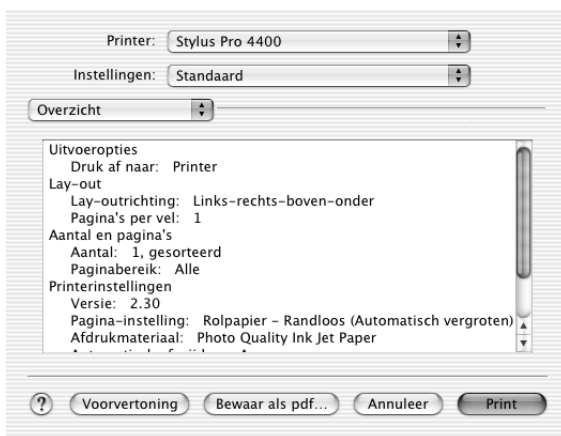 Printer: Stylus Pro 4400
Instellingen: Standaard
Overzicht
Uitvoeropties
Druk af naar: Printer
Lay-out
Lay-outrichting: Links-rechts-boven-onder
Pagina's per vel: 1
Aantal en pagina's
Aantal: 1, gesorteerd
Paginabereik: Alle
Printerinstellingen
Versie: 2.30
Pagina-instelling: Rolpapier - Randloos (Automatisch vergroten)
Afdrukmateriaal: Photo Quality Ink Jet Paper
? Voorvertoning Bewaar als pdf... Annuleer Print